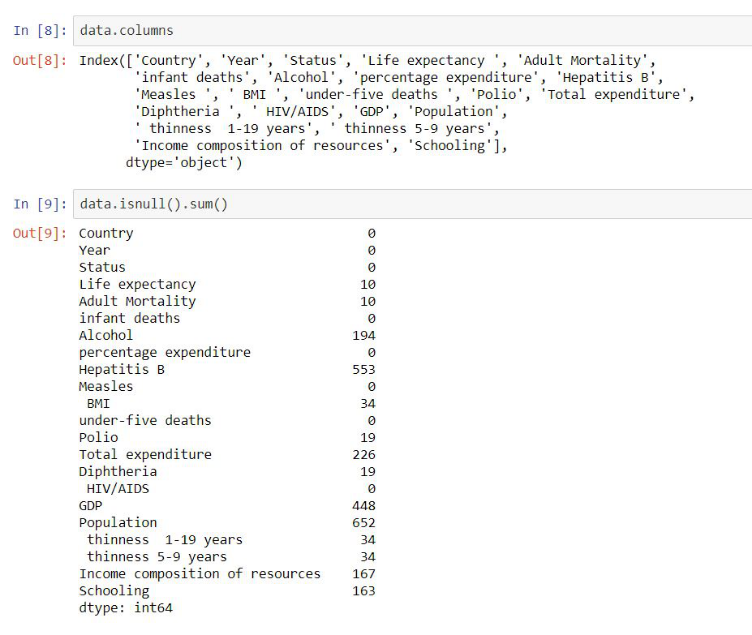 In [8]: data.columns
Out[8]: Index(['Country', 'Year', 'Status', 'Life expectancy ', 'Adult Mortality',
'infant deaths', 'Alcohol', 'percentage expenditure', 'Hepatitis B',
'Measles ', ' BMI ', 'under-five deaths ', 'Polio', 'Total expenditure',
'Diphtheria ', ' HIV/AIDS', 'GDP', 'Population',
' thinness  1-19 years', ' thinness 5-9 years',
'Income composition of resources', 'Schooling'],
dtype='object')
In [9]: data.isnull().sum()
Out[9]: Country 0
Year 0
Status 0
Life expectancy 10
Adult Mortality 10
infant deaths 0
Alcohol 194
percentage expenditure 0
Hepatitis B 553
Measles 0
BMI 34
under-five deaths 0
Polio 19
Total expenditure 226
Diphtheria 19
HIV/AIDS 0
GDP 448
Population 652
thinness  1-19 years 34
thinness 5-9 years 34
Income composition of resources 167
Schooling 163
dtype: int64